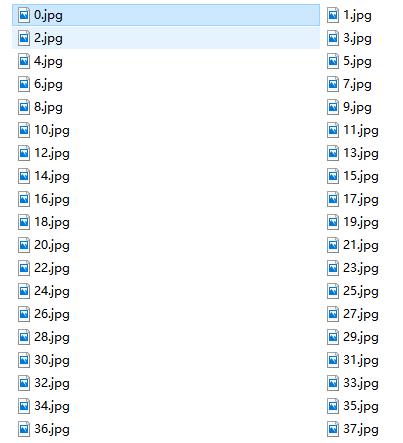 0.jpg 1.jpg
2.jpg 3.jpg
4.jpg 5.jpg
6.jpg 7.jpg
8.jpg 9.jpg
10.jpg 11.jpg
12.jpg 13.jpg
14.jpg 15.jpg
16.jpg 17.jpg
18.jpg 19.jpg
20.jpg 21.jpg
22.jpg 23.jpg
24.jpg 25.jpg
26.jpg 27.jpg
28.jpg 29.jpg
30.jpg 31.jpg
32.jpg 33.jpg
34.jpg 35.jpg
36.jpg 37.jpg